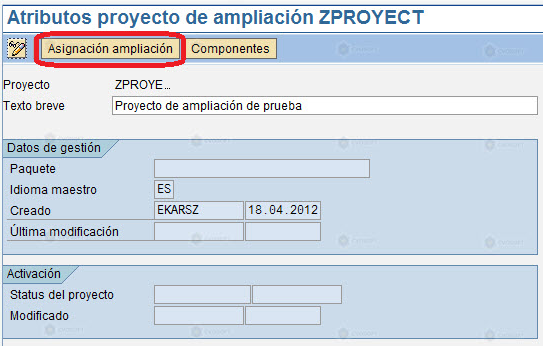 Atributos proyecto de ampliación ZPROYECT
Asignación ampliación Componentes
Proyecto ZPROYE...
Texto breve Proyecto de ampliación de prueba
Datos de gestión
Paquete
Idioma maestro ES
Creado EKARSZ 18.04.2012
Última modificación
Activación
Status del proyecto
Modificado